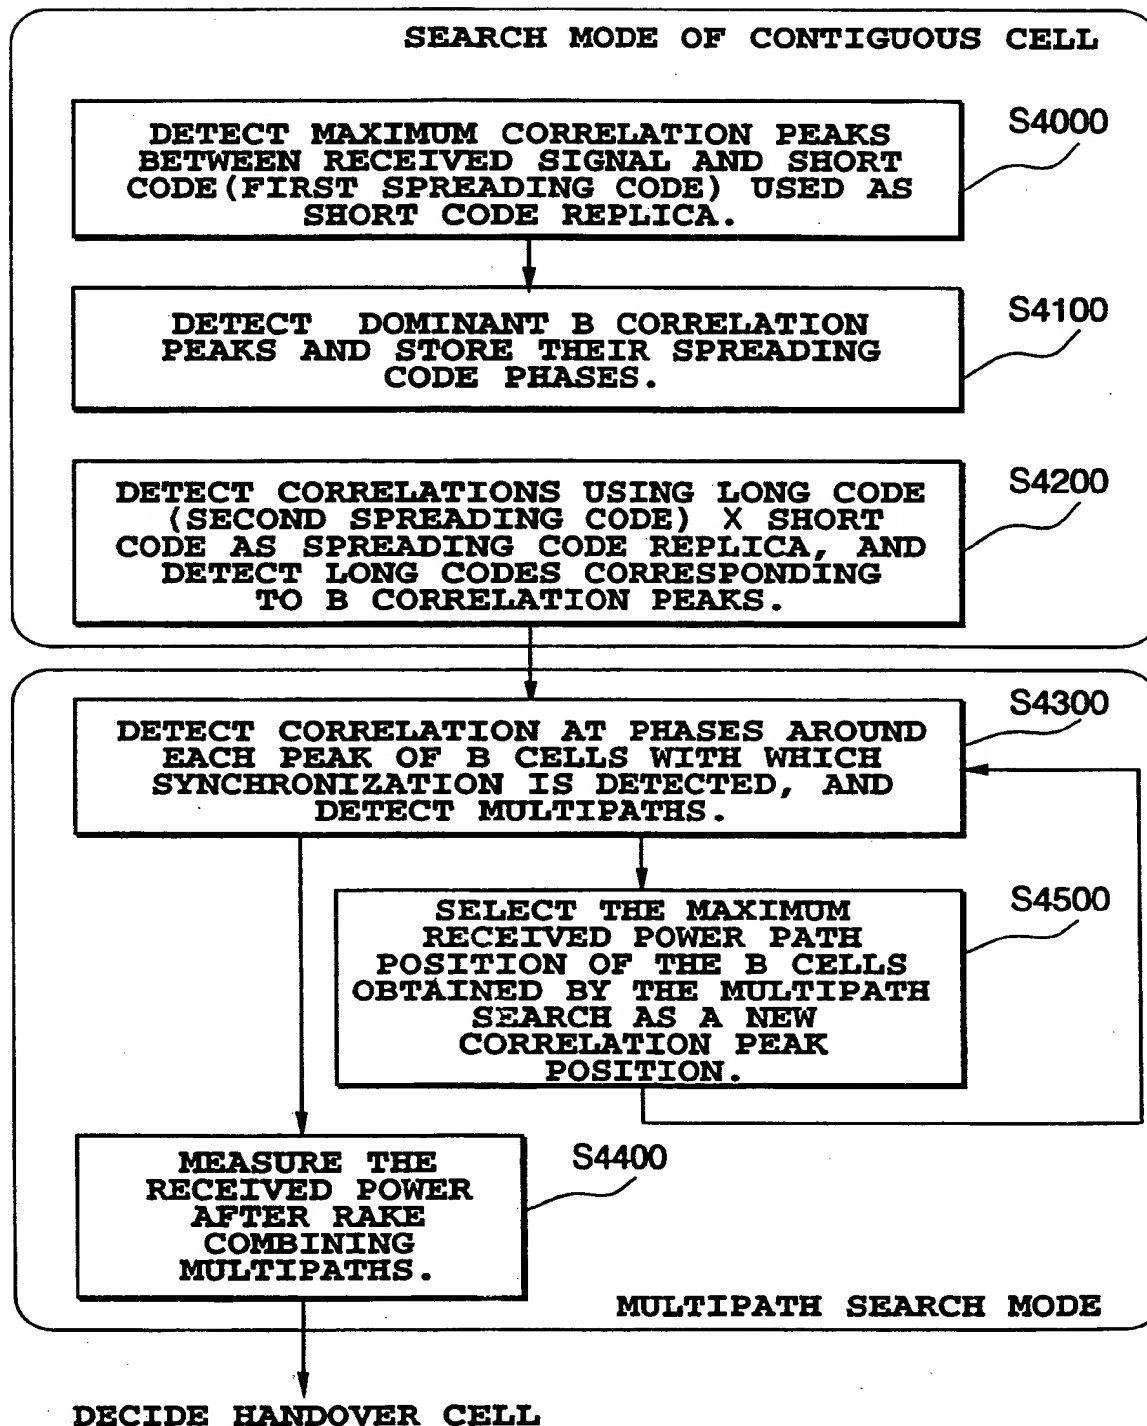 SEARCH MODE OF CONTIGUOUS CELL
S4000
DETECT MAXIMUM CORRELATION PEAKS
BETWEEN RECEIVED SIGNAL AND SHORT
CODE(FIRST SPREADING CODE) USED AS
SHORT CODE REPLICA.
S4100
DETECT DOMINANT B CORRELATION
PEAKS AND STORE THEIR SPREADING
CODE PHASES.
S4200
DETECT CORRELATIONS USING LONG CODE
(SECOND SPREADING CODE) X SHORT
CODE AS SPREADING CODE REPLICA, AND
DETECT LONG CODES CORRESPONDING
TO B CORRELATION PEAKS.
S4300
DETECT CORRELATION AT PHASES AROUND
EACH PEAK OF B CELLS WITH WHICH
SYNCHRONIZATION IS DETECTED, AND
DETECT MULTIPATHS.
S4500
SELECT THE MAXIMUM
RECEIVED POWER PATH
POSITION OF THE B CELLS
OBTAINED BY THE MULTIPATH
SEARCH AS A NEW
CORRELATION PEAK
POSITION.
S4400
MEASURE THE
RECEIVED POWER
AFTER RAKE
COMBINING
MULTIPATHS.
MULTIPATH SEARCH MODE
DECIDE HANDOVER CELL